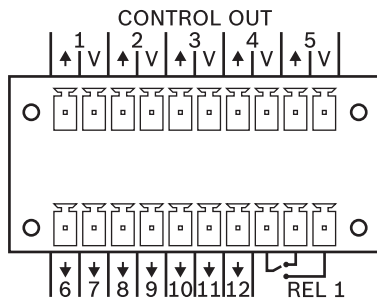 CONTROL OUT
1 2 3 4 5
V V V V V
6 7 8 9 10 11 12 REL 1